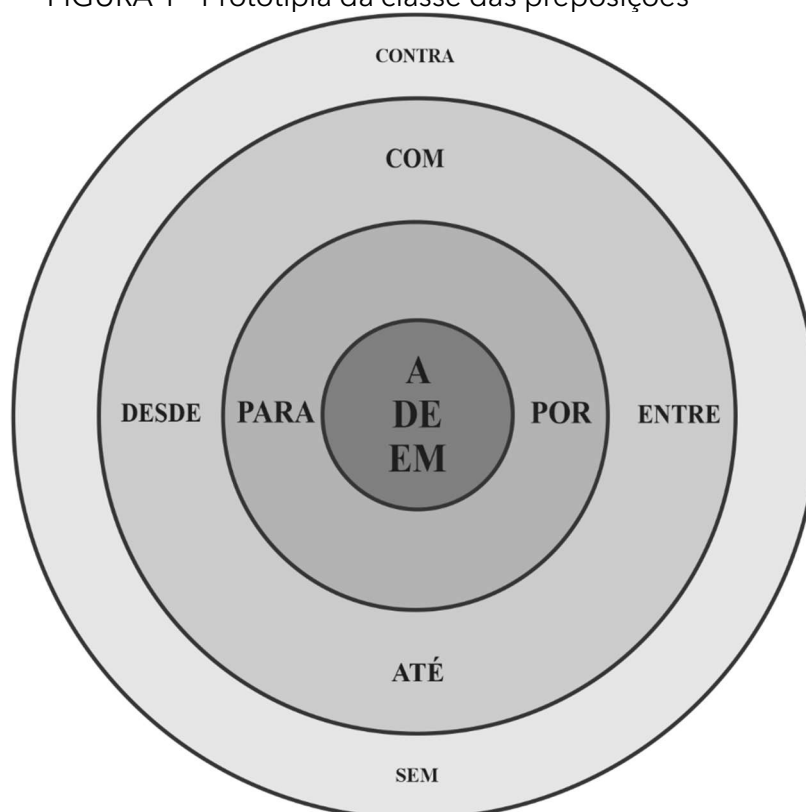 FIGURA 1 - Prototipia da classe das preposições
CONTRA
COM
A
DESDE PARA DE POR ENTRE
EM
ATÉ
SEM